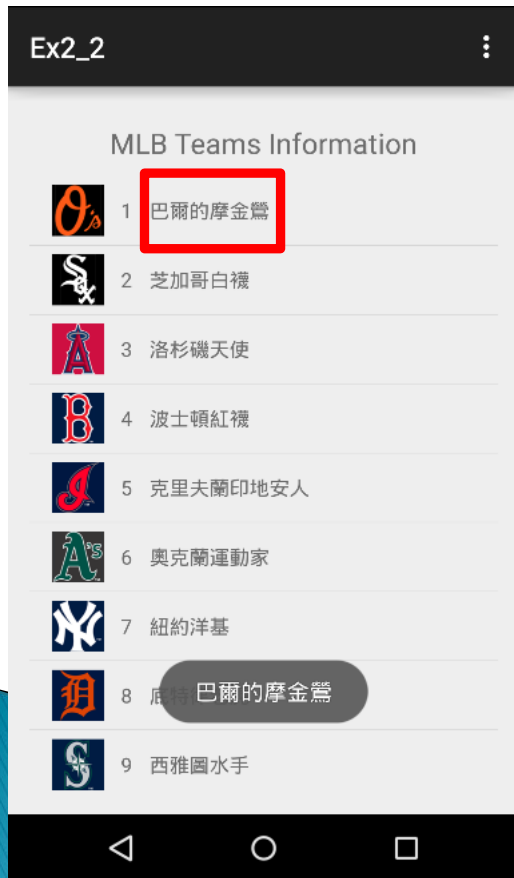 Ex2_2
MLB Teams Information
1 巴爾的摩金鶯
2 芝加哥白襪
3 洛杉磯天使
4 波士頓紅襪
5 克里夫蘭印地安人
6 奧克蘭運動家
7 紐約洋基
8 底特
巴爾的摩金鶯
9 西雅圖水手